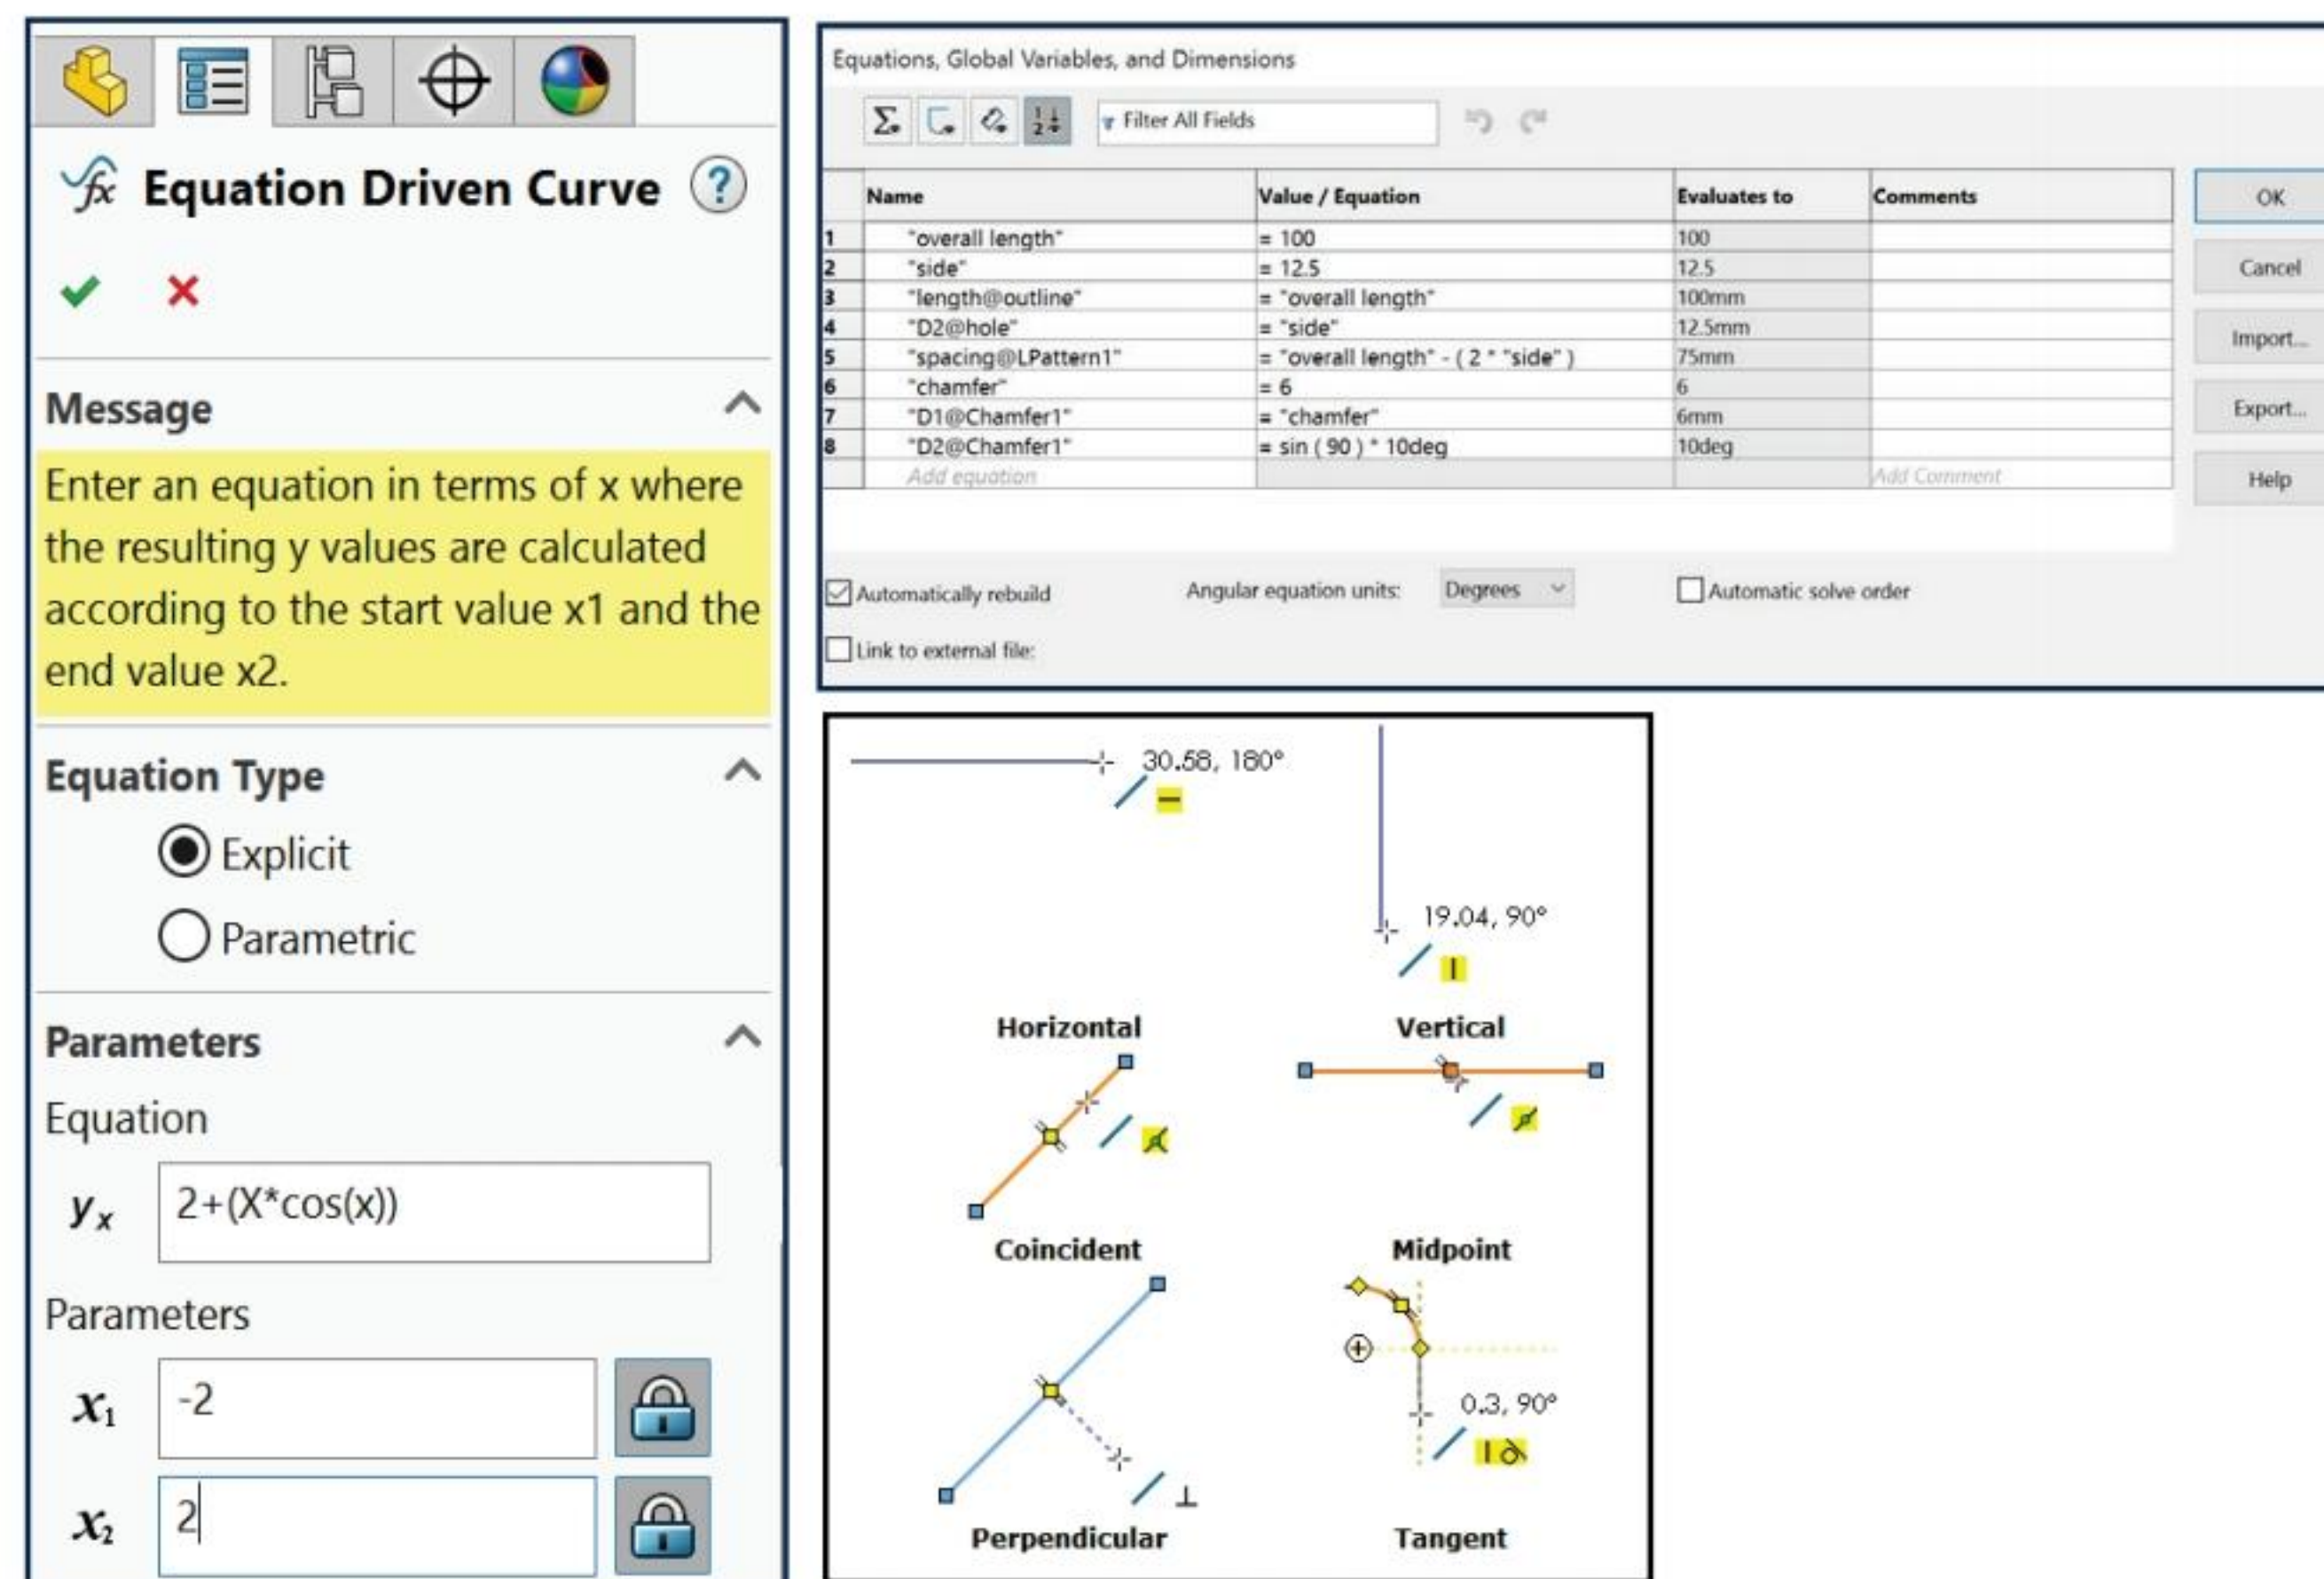 Equation Driven Curve ?
Message
Enter an equation in terms of x where
the resulting y values are calculated
according to the start value x1 and the
end value x2.
Equation Type
Explicit
Parametric
Parameters
Equation
yx 2+(X*cos(x))
Parameters
x1 -2
x2 2
Equations, Global Variables, and Dimensions
Filter All Fields
Name Value / Equation Evaluates to Comments
1 "overall length" = 100 100
2 "side" = 12.5 12.5
3 "length@outline" = "overall length" 100mm
4 "D2@hole" = "side" 12.5mm
5 "spacing@LPattern1" = "overall length" - ( 2 * "side" ) 75mm
6 "chamfer" = 6 6
7 "D1@Chamfer1" = "chamfer" 6mm
8 "D2@Chamfer1" = sin ( 90 ) * 10deg 10deg
Add equation Add Comment
OK
Cancel
Import...
Export...
Help
Automatically rebuild Angular equation units: Degrees Automatic solve order
Link to external file:
30.58, 180°
19.04, 90°
Horizontal Vertical
Coincident Midpoint
0.3, 90°
Perpendicular Tangent